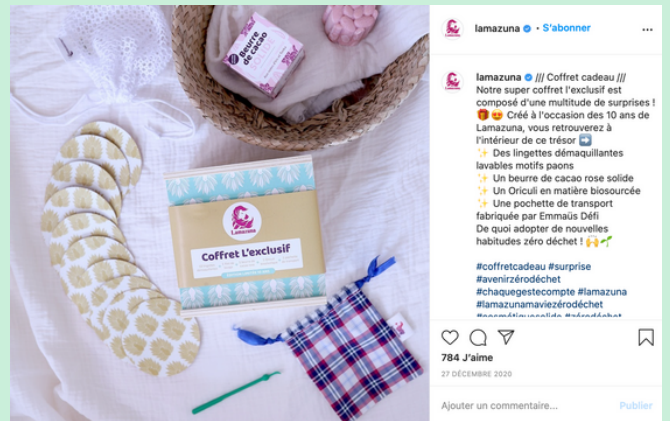 Beurre
de cacao
Lamazuna
Coffret L'exclusif
lamazuna • S'abonner
lamazuna /// Coffret cadeau ///
Notre super coffret l'exclusif est
composé d'une multitude de surprises !
🎁😍 Créé à l'occasion des 10 ans de
Lamazuna, vous retrouverez à
l'intérieur de ce trésor ➡️
✨ Des lingettes démaquillantes
lavables motifs paons
✨ Un beurre de cacao rose solide
✨ Un Oriculi en matière biosourcée
✨ Une pochette de transport
fabriquée par Emmaüs Défi
De quoi adopter de nouvelles
habitudes zéro déchet ! 🙌🌱
#coffretcadeau #surprise
#avenirzérodéchet
#chaquegestecompte #lamazuna
#lamazunamaviezérodéchet
#cosmétiquesolide #zérodéchet
784 J'aime
27 DÉCEMBRE 2020
Ajouter un commentaire... Publier